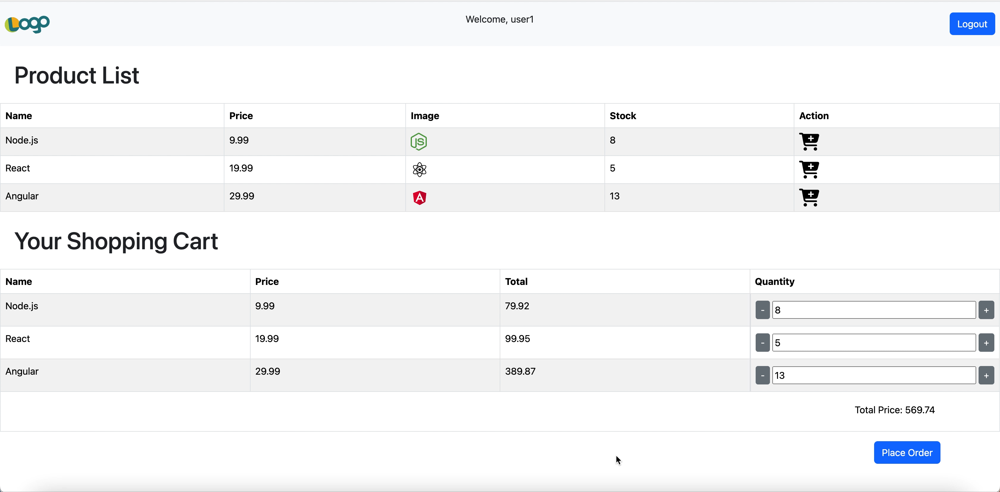 Logo
Welcome, user1
Logout
Product List
Name Price Image Stock Action
Node.js 9.99 JS 8
React 19.99 5
Angular 29.99 A 13
Your Shopping Cart
Name Price Total Quantity
Node.js 9.99 79.92 - 8 +
React 19.99 99.95 - 5 +
Angular 29.99 389.87 - 13 +
Total Price: 569.74
Place Order